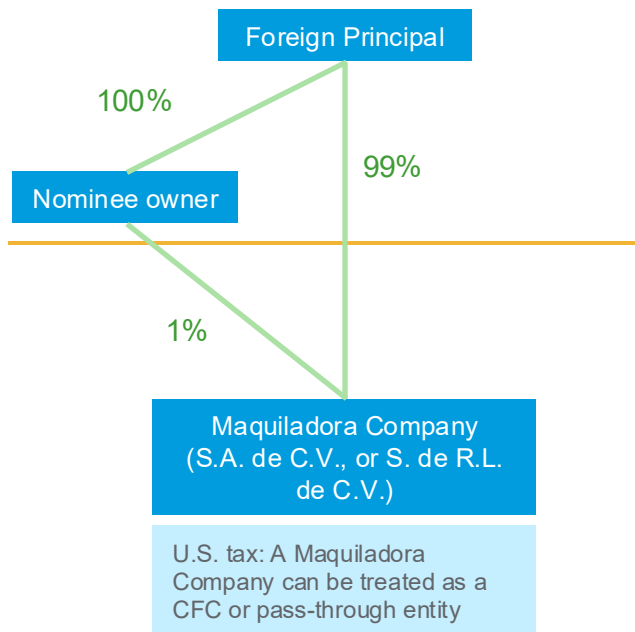 Foreign Principal
100%
99%
Nominee owner
1%
Maquiladora Company
(S.A. de C.V., or S. de R.L.
de C.V.)
U.S. tax: A Maquiladora
Company can be treated as a
CFC or pass-through entity